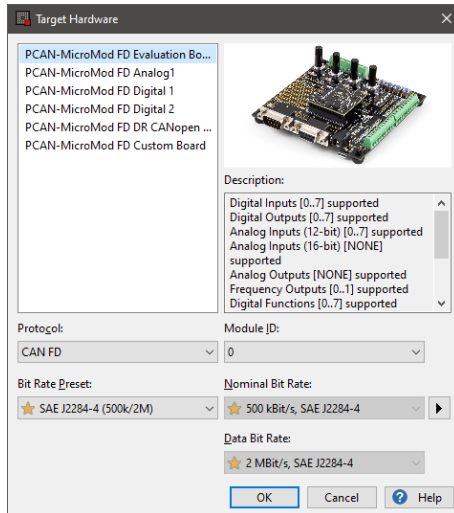 Target Hardware
PCAN-MicroMod FD Evaluation Bo...
PCAN-MicroMod FD Analog1
PCAN-MicroMod FD Digital 1
PCAN-MicroMod FD Digital 2
PCAN-MicroMod FD DR CANopen ...
PCAN-MicroMod FD Custom Board
Description:
Digital Inputs [0..7] supported
Digital Outputs [0..7] supported
Analog Inputs (12-bit) [0..7] supported
Analog Inputs (16-bit) [NONE]
supported
Analog Outputs [NONE] supported
Frequency Outputs [0..1] supported
Digital Functions [0..7] supported
Protocol:
Module ID:
CAN FD
0
Bit Rate Preset:
Nominal Bit Rate:
SAE J2284-4 (500k/2M)
500 kBit/s, SAE J2284-4
Data Bit Rate:
2 MBit/s, SAE J2284-4
OK
Cancel
Help